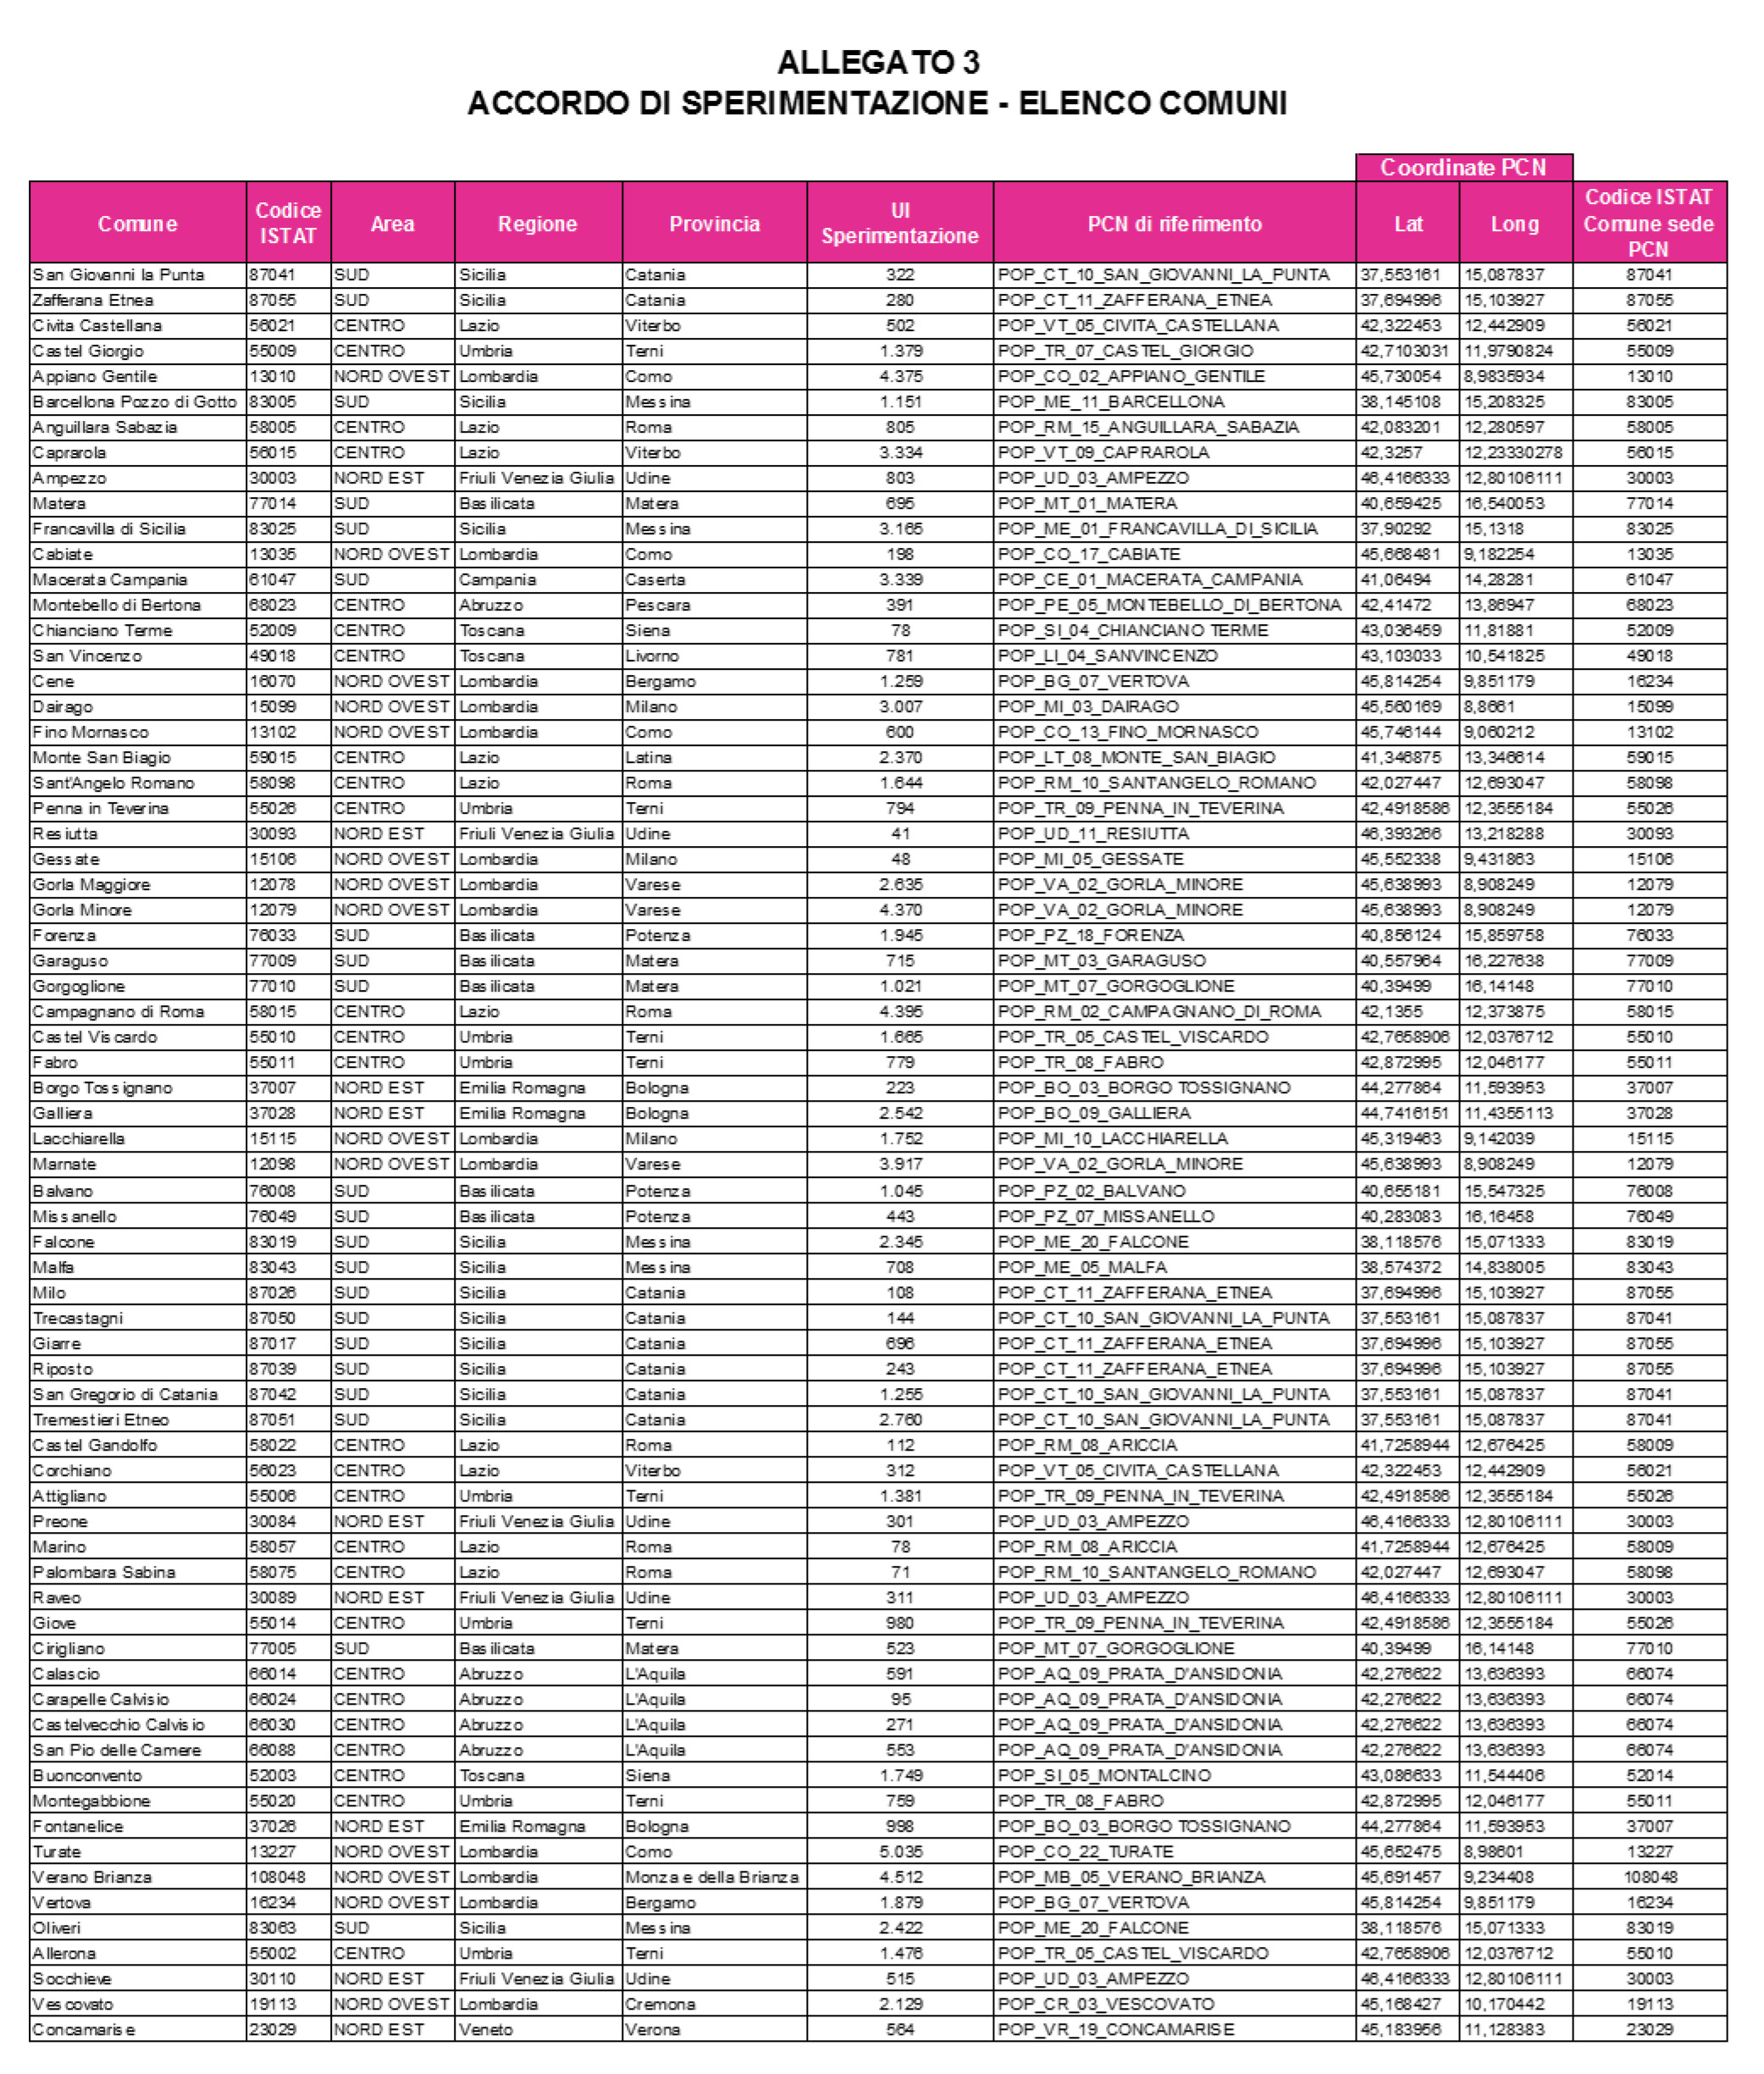 ALLEGATO 3
ACCORDO DI SPERIMENTAZIONE - ELENCO COMUNI
Coordinate PCN
Comune Codice ISTAT Area Regione Provincia UI Sperimentazione PCN di riferimento Lat Long Codice ISTAT Comune sede PCN
San Giovanni la Punta 87041 SUD Sicilia Catania 322 POP_CT_10_SAN_GIOVANNI_LA_PUNTA 37,553161 15,087837 87041
Zafferana Etnea 87055 SUD Sicilia Catania 280 POP_CT_11_ZAFFERANA_ETNEA 37,694996 15,103927 87055
Civita Castellana 56021 CENTRO Lazio Viterbo 502 POP_VT_05_CIVITA_CASTELLANA 42,322453 12,442909 56021
Castel Giorgio 55009 CENTRO Umbria Terni 1.379 POP_TR_07_CASTEL_GIORGIO 42,7103031 11,9790824 55009
Appiano Gentile 13010 NORD OVEST Lombardia Como 4.375 POP_CO_02_APPIANO_GENTILE 45,730054 8,9835934 13010
Barcellona Pozzo di Gotto 83005 SUD Sicilia Messina 1.151 POP_ME_11_BARCELLONA 38,145108 15,208325 83005
Anguillara Sabazia 58005 CENTRO Lazio Roma 805 POP_RM_15_ANGUILLARA_SABAZIA 42,083201 12,280597 58005
Caprarola 56015 CENTRO Lazio Viterbo 3.334 POP_VT_09_CAPRAROLA 42,3257 12,23330278 56015
Ampezzo 30003 NORD EST Friuli Venezia Giulia Udine 803 POP_UD_03_AMPEZZO 46,4166333 12,80106111 30003
Matera 77014 SUD Basilicata Matera 695 POP_MT_01_MATERA 40,659425 16,540053 77014
Francavilla di Sicilia 83025 SUD Sicilia Messina 3.165 POP_ME_01_FRANCAVILLA_DI_SICILIA 37,90292 15,1318 83025
Cabiate 13035 NORD OVEST Lombardia Como 198 POP_CO_17_CABIATE 45,668481 9,182254 13035
Macerata Campania 61047 SUD Campania Caserta 3.339 POP_CE_01_MACERATA_CAMPANIA 41,06494 14,28281 61047
Montebello di Bertona 68023 CENTRO Abruzzo Pescara 391 POP_PE_05_MONTEBELLO_DI_BERTONA 42,41472 13,86947 68023
Chianciano Terme 52009 CENTRO Toscana Siena 78 POP_SI_04_CHIANCIANO TERME 43,036459 11,81881 52009
San Vincenzo 49018 CENTRO Toscana Livorno 781 POP_LI_04_SANVINCENZO 43,103033 10,541825 49018
Cene 16070 NORD OVEST Lombardia Bergamo 1.259 POP_BG_07_VERTOVA 45,814254 9,851179 16234
Dairago 15099 NORD OVEST Lombardia Milano 3.007 POP_MI_03_DAIRAGO 45,560169 8,8661 15099
Fino Mornasco 13102 NORD OVEST Lombardia Como 600 POP_CO_13_FINO_MORNASCO 45,746144 9,060212 13102
Monte San Biagio 59015 CENTRO Lazio Latina 2.370 POP_LT_08_MONTE_SAN_BIAGIO 41,346875 13,346614 59015
Sant'Angelo Romano 58098 CENTRO Lazio Roma 1.644 POP_RM_10_SANTANGELO_ROMANO 42,027447 12,693047 58098
Penna in Teverina 55026 CENTRO Umbria Terni 794 POP_TR_09_PENNA_IN_TEVERINA 42,4918586 12,3555184 55026
Resiutta 30093 NORD EST Friuli Venezia Giulia Udine 41 POP_UD_11_RESIUTTA 46,393266 13,218288 30093
Gessate 15106 NORD OVEST Lombardia Milano 48 POP_MI_05_GESSATE 45,552338 9,431863 15106
Gorla Maggiore 12078 NORD OVEST Lombardia Varese 2.635 POP_VA_02_GORLA_MINORE 45,638993 8,908249 12079
Gorla Minore 12079 NORD OVEST Lombardia Varese 4.370 POP_VA_02_GORLA_MINORE 45,638993 8,908249 12079
Forenza 76033 SUD Basilicata Potenza 1.945 POP_PZ_18_FORENZA 40,856124 15,859758 76033
Garaguso 77009 SUD Basilicata Matera 715 POP_MT_03_GARAGUSO 40,557964 16,227638 77009
Gorgoglione 77010 SUD Basilicata Matera 1.021 POP_MT_07_GORGOGLIONE 40,39499 16,14148 77010
Campagnano di Roma 58015 CENTRO Lazio Roma 4.395 POP_RM_02_CAMPAGNANO_DI_ROMA 42,1355 12,373875 58015
Castel Viscardo 55010 CENTRO Umbria Terni 1.665 POP_TR_05_CASTEL_VISCARDO 42,7658906 12,0376712 55010
Fabro 55011 CENTRO Umbria Terni 779 POP_TR_08_FABRO 42,872995 12,046177 55011
Borgo Tossignano 37007 NORD EST Emilia Romagna Bologna 223 POP_BO_03_BORGO TOSSIGNANO 44,277864 11,593953 37007
Galliera 37028 NORD EST Emilia Romagna Bologna 2.542 POP_BO_09_GALLIERA 44,7416151 11,4355113 37028
Lacchiarella 15115 NORD OVEST Lombardia Milano 1.752 POP_MI_10_LACCHIARELLA 45,319463 9,142039 15115
Marnate 12098 NORD OVEST Lombardia Varese 3.917 POP_VA_02_GORLA_MINORE 45,638993 8,908249 12079
Balvano 76008 SUD Basilicata Potenza 1.045 POP_PZ_02_BALVANO 40,655181 15,547325 76008
Missanello 76049 SUD Basilicata Potenza 443 POP_PZ_07_MISSANELLO 40,283083 16,16458 76049
Falcone 83019 SUD Sicilia Messina 2.345 POP_ME_20_FALCONE 38,118576 15,071333 83019
Malfa 83043 SUD Sicilia Messina 708 POP_ME_05_MALFA 38,574372 14,838005 83043
Milo 87026 SUD Sicilia Catania 108 POP_CT_11_ZAFFERANA_ETNEA 37,694996 15,103927 87055
Trecastagni 87050 SUD Sicilia Catania 144 POP_CT_10_SAN_GIOVANNI_LA_PUNTA 37,553161 15,087837 87041
Giarre 87017 SUD Sicilia Catania 696 POP_CT_11_ZAFFERANA_ETNEA 37,694996 15,103927 87055
Riposto 87039 SUD Sicilia Catania 243 POP_CT_11_ZAFFERANA_ETNEA 37,694996 15,103927 87055
San Gregorio di Catania 87042 SUD Sicilia Catania 1.255 POP_CT_10_SAN_GIOVANNI_LA_PUNTA 37,553161 15,087837 87041
Tremestieri Etneo 87051 SUD Sicilia Catania 2.760 POP_CT_10_SAN_GIOVANNI_LA_PUNTA 37,553161 15,087837 87041
Castel Gandolfo 58022 CENTRO Lazio Roma 112 POP_RM_08_ARICCIA 41,7258944 12,676425 58009
Corchiano 56023 CENTRO Lazio Viterbo 312 POP_VT_05_CIVITA_CASTELLANA 42,322453 12,442909 56021
Attigliano 55006 CENTRO Umbria Terni 1.381 POP_TR_09_PENNA_IN_TEVERINA 42,4918586 12,3555184 55026
Preone 30084 NORD EST Friuli Venezia Giulia Udine 301 POP_UD_03_AMPEZZO 46,4166333 12,80106111 30003
Marino 58057 CENTRO Lazio Roma 78 POP_RM_08_ARICCIA 41,7258944 12,676425 58009
Palombara Sabina 58075 CENTRO Lazio Roma 71 POP_RM_10_SANTANGELO_ROMANO 42,027447 12,693047 58098
Raveo 30089 NORD EST Friuli Venezia Giulia Udine 311 POP_UD_03_AMPEZZO 46,4166333 12,80106111 30003
Giove 55014 CENTRO Umbria Terni 980 POP_TR_09_PENNA_IN_TEVERINA 42,4918586 12,3555184 55026
Cirigliano 77005 SUD Basilicata Matera 523 POP_MT_07_GORGOGLIONE 40,39499 16,14148 77010
Calascio 66014 CENTRO Abruzzo L'Aquila 591 POP_AQ_09_PRATA_D'ANSIDONIA 42,276622 13,636393 66074
Carapelle Calvisio 66024 CENTRO Abruzzo L'Aquila 95 POP_AQ_09_PRATA_D'ANSIDONIA 42,276622 13,636393 66074
Castelvecchio Calvisio 66030 CENTRO Abruzzo L'Aquila 271 POP_AQ_09_PRATA_D'ANSIDONIA 42,276622 13,636393 66074
San Pio delle Camere 66088 CENTRO Abruzzo L'Aquila 553 POP_AQ_09_PRATA_D'ANSIDONIA 42,276622 13,636393 66074
Buonconvento 52003 CENTRO Toscana Siena 1.749 POP_SI_05_MONTALCINO 43,086633 11,544406 52014
Montegabbione 55020 CENTRO Umbria Terni 759 POP_TR_08_FABRO 42,872995 12,046177 55011
Fontanelice 37026 NORD EST Emilia Romagna Bologna 998 POP_BO_03_BORGO TOSSIGNANO 44,277864 11,593953 37007
Turate 13227 NORD OVEST Lombardia Como 5.035 POP_CO_22_TURATE 45,652475 8,98601 13227
Verano Brianza 108048 NORD OVEST Lombardia Monza e della Brianza 4.512 POP_MB_05_VERANO_BRIANZA 45,691457 9,234408 108048
Vertova 16234 NORD OVEST Lombardia Bergamo 1.879 POP_BG_07_VERTOVA 45,814254 9,851179 16234
Oliveri 83063 SUD Sicilia Messina 2.422 POP_ME_20_FALCONE 38,118576 15,071333 83019
Allerona 55002 CENTRO Umbria Terni 1.476 POP_TR_05_CASTEL_VISCARDO 42,7658906 12,0376712 55010
Socchieve 30110 NORD EST Friuli Venezia Giulia Udine 515 POP_UD_03_AMPEZZO 46,4166333 12,80106111 30003
Vescovato 19113 NORD OVEST Lombardia Cremona 2.129 POP_CR_03_VESCOVATO 45,168427 10,170442 19113
Concamarise 23029 NORD EST Veneto Verona 564 POP_VR_19_CONCAMARISE 45,183956 11,128383 23029